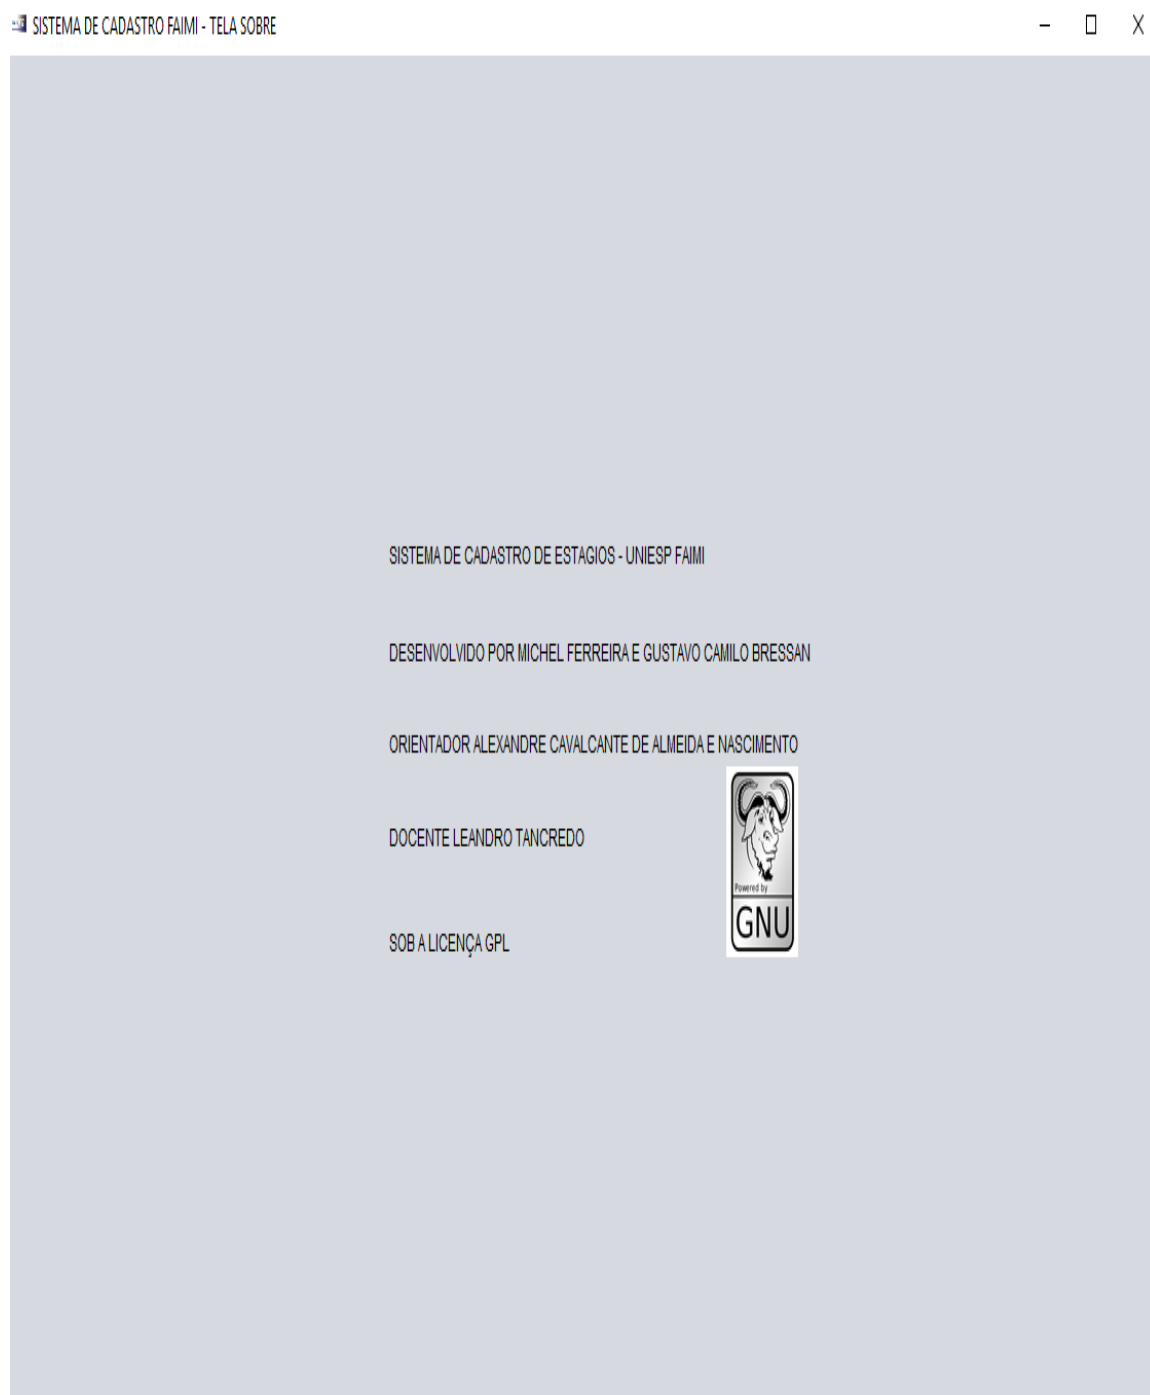 SISTEMA DE CADASTRO FAIMI - TELA SOBRE
SISTEMA DE CADASTRO DE ESTAGIOS - UNIESP FAIMI
DESENVOLVIDO POR MICHEL FERREIRA E GUSTAVO CAMILO BRESSAN
ORIENTADOR ALEXANDRE CAVALCANTE DE ALMEIDA E NASCIMENTO
DOCENTE LEANDRO TANCREDO
Powered by
GNU
SOB A LICENÇA GPL